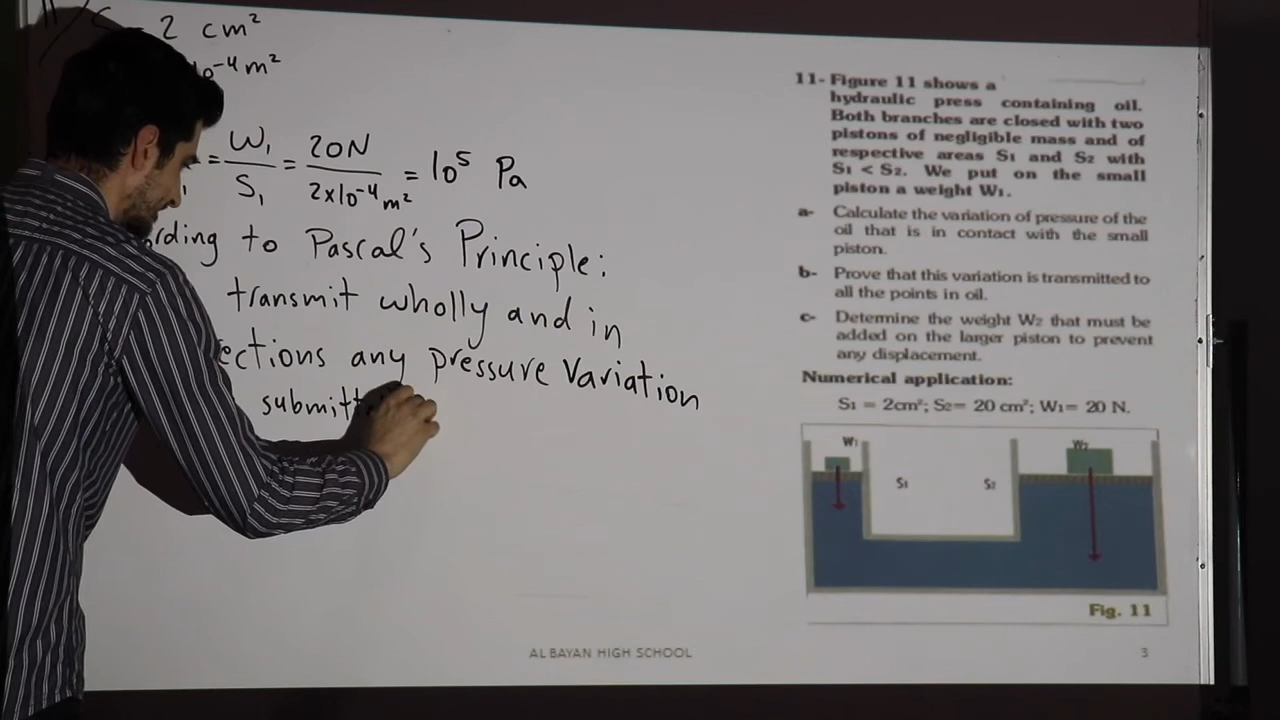 2 cm²
10⁻⁴ m²
= W₁/S₁ = 20N/2x10⁻⁴ m² = 10⁵ Pa
to Pascal's Principle:
transmit wholly and in
any pressure variation
11- Figure 11 shows a
hydraulic press containing oil.
Both branches are closed with two
pistons of negligible mass and of
respective areas S1 and S2 with
S1 < S2. We put on the small
piston a weight W1.
a- Calculate the variation of pressure of the
oil that is in contact with the small
piston.
b- Prove that this variation is transmitted to
all the points in oil.
c- Determine the weight W2 that must be
added on the larger piston to prevent
any displacement.
Numerical application:
S1 = 2cm²; S2= 20 cm²; W1= 20 N.
W1
W2
S1
S2
Fig. 11
AL BAYAN HIGH SCHOOL
3